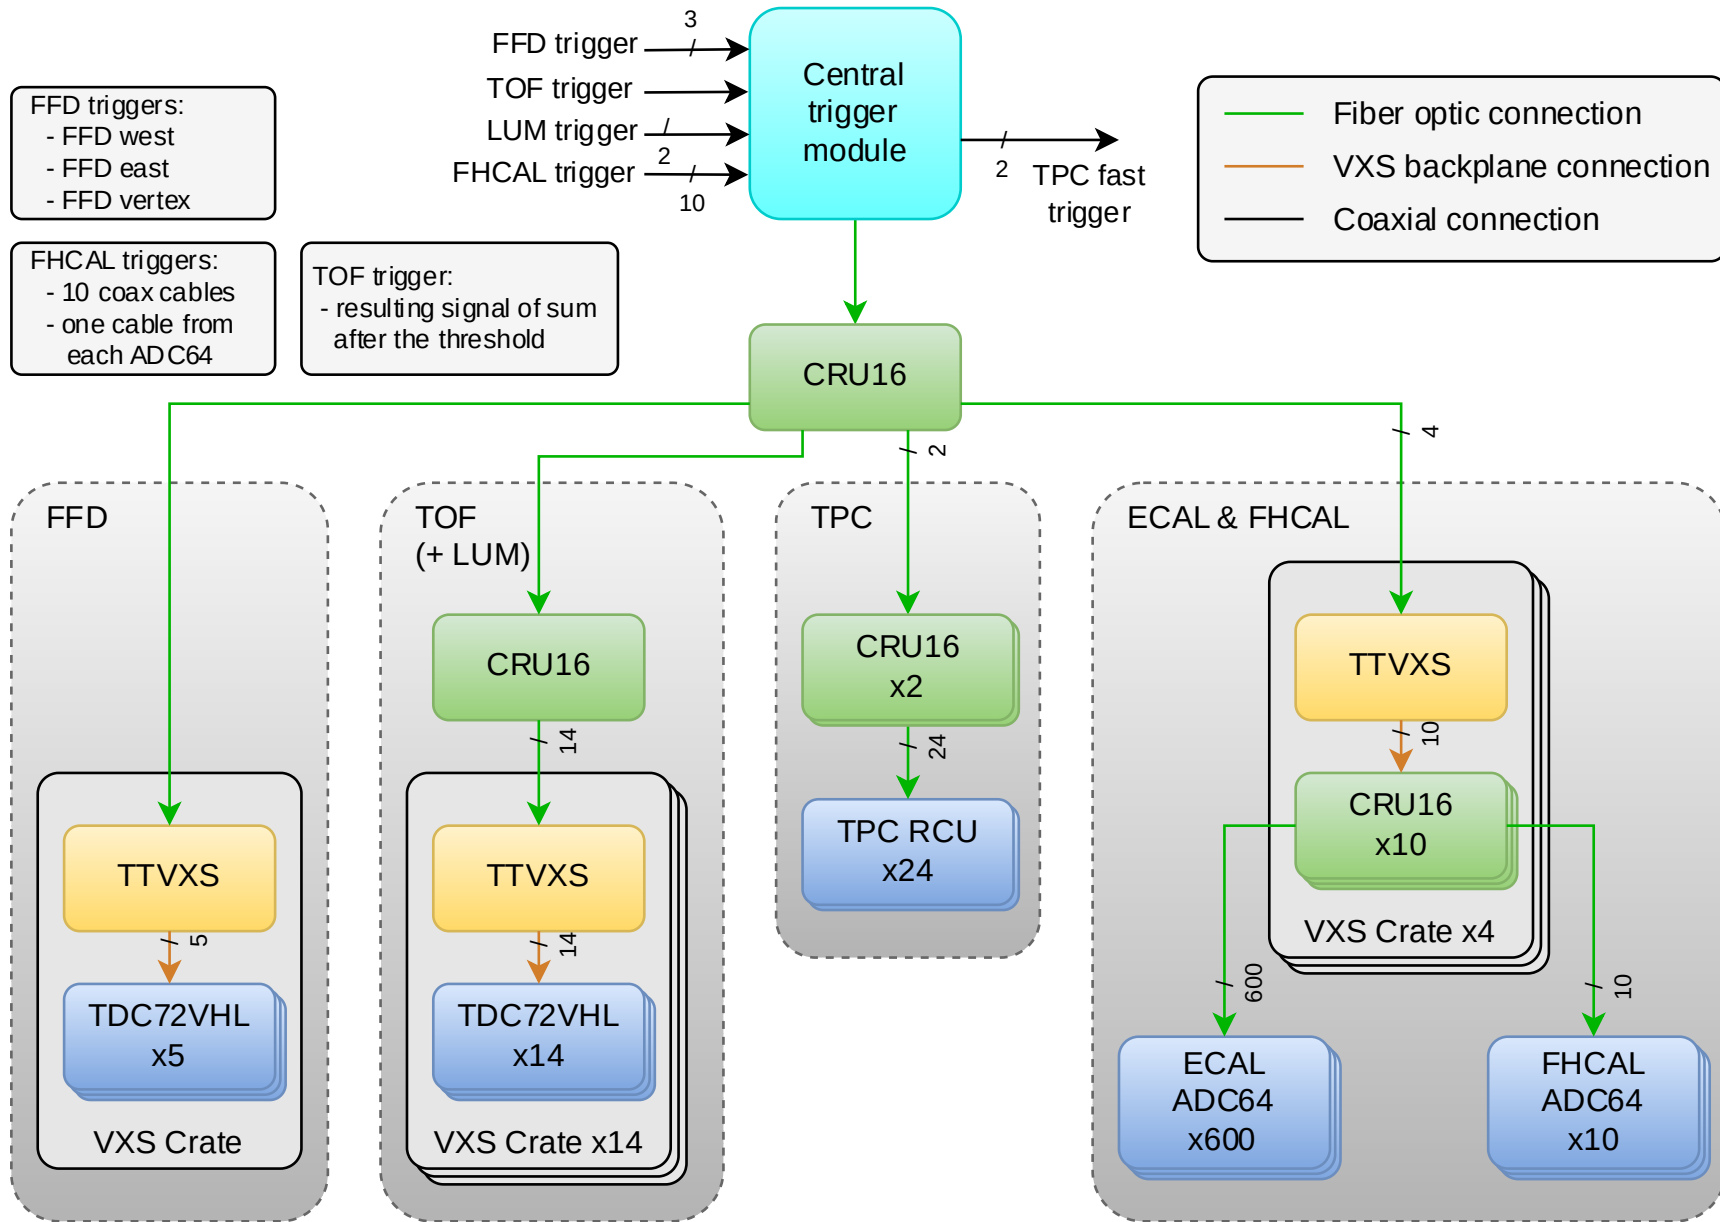 3
FFD trigger
TOF trigger
LUM trigger
2
FHCAL trigger
10
Central
trigger
module
2
TPC fast
trigger
Fiber optic connection
VXS backplane connection
Coaxial connection
FFD triggers:
- FFD west
- FFD east
- FFD vertex
FHCAL triggers:
- 10 coax cables
- one cable from
each ADC64
TOF trigger:
- resulting signal of sum
after the threshold
CRU16
2
4
FFD
TTVXS
5
TDC72VHL
x5
VXS Crate
TOF
(+ LUM)
CRU16
14
TTVXS
14
TDC72VHL
x14
VXS Crate x14
TPC
CRU16
x2
24
TPC RCU
x24
ECAL & FHCAL
TTVXS
10
CRU16
x10
VXS Crate x4
600
10
ECAL
ADC64
x600
FHCAL
ADC64
x10